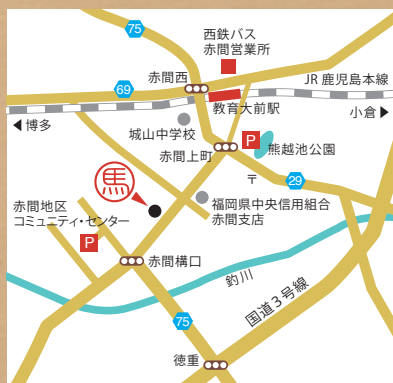 75
西鉄バス
赤間営業所
赤間西
JR 鹿児島本線
69
教育大前駅
◀博多
小倉▶
城山中学校
P
熊越池公園
赤間上町
馬
〒
29
赤間地区
コミュニティ・センター
福岡県中央信用組合
赤間支店
P
赤間構口
釣川
国道3号線
75
徳重